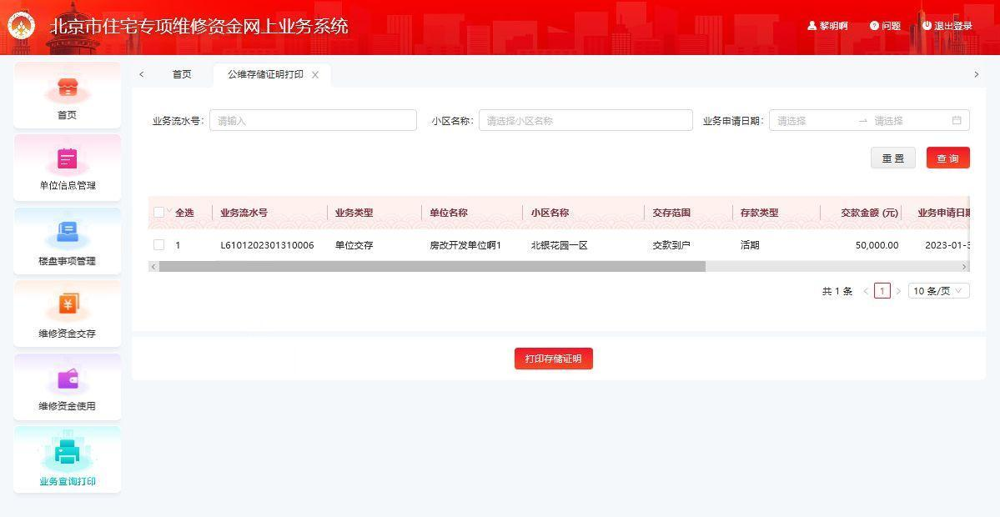 北京市住宅专项维修资金网上业务系统
黎明啊 问题 退出登录
首页
单位信息管理
楼盘事项管理
维修资金交存
维修资金使用
业务查询打印
首页 公维存储证明打印
业务流水号: 请输入 小区名称: 请选择小区名称 业务申请日期: 请选择 请选择
重 置 查 询
全选 业务流水号 业务类型 单位名称 小区名称 交存范围 存款类型 交款金额 (元) 业务申请日期
1 L6101202301310006 单位交存 房改开发单位啊1 北银花园一区 交款到户 活期 50,000.00 2023-01-3
共 1 条 1 10 条/页
打印存储证明